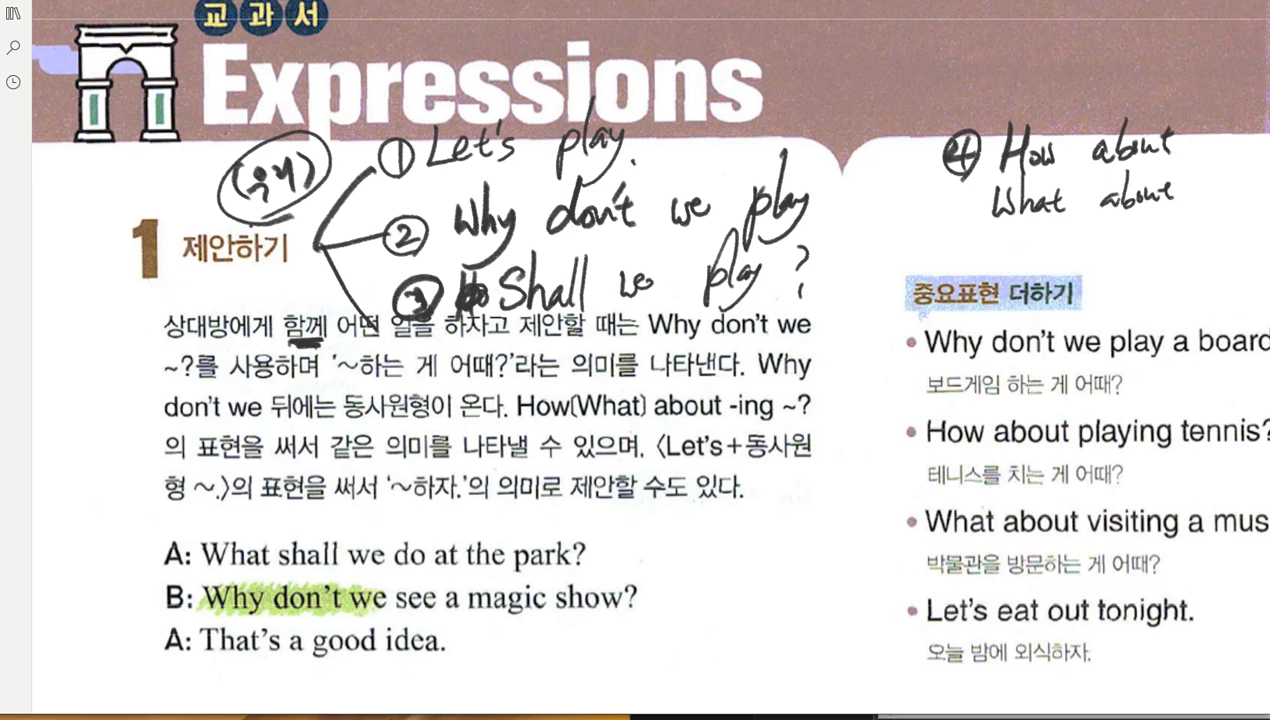 교과서
Expressions
(우리)
① Let's play.
② Why don't we play
③ Shall we play?
④ How about
What about
1 제안하기
상대방에게 함께 어떤 일을 하자고 제안할 때는 Why don't we
~?를 사용하며 '~하는 게 어때?'라는 의미를 나타낸다. Why
don't we 뒤에는 동사원형이 온다. How(What) about -ing ~?
의 표현을 써서 같은 의미를 나타낼 수 있으며, 〈Let's+동사원
형 ~.〉의 표현을 써서 '~하자.'의 의미로 제안할 수도 있다.
A: What shall we do at the park?
B: Why don't we see a magic show?
A: That's a good idea.
중요표현 더하기
• Why don't we play a board
보드게임 하는 게 어때?
• How about playing tennis?
테니스를 치는 게 어때?
• What about visiting a mus
박물관을 방문하는 게 어때?
• Let's eat out tonight.
오늘 밤에 외식하자.